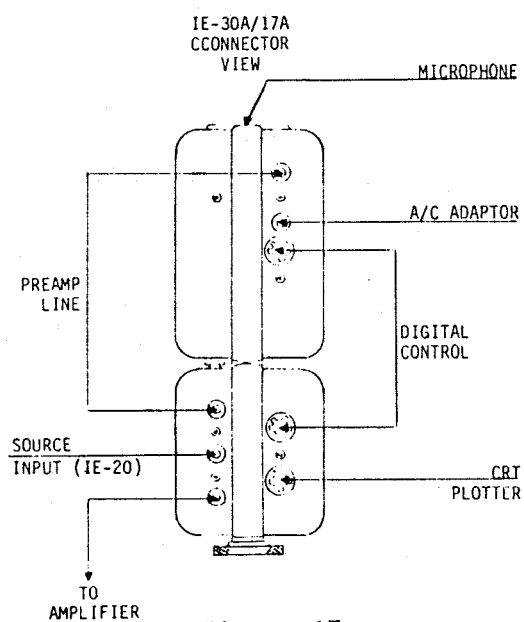 IE-30A/17A
CCONNECTOR
VIEW
MICROPHONE
A/C ADAPTOR
PREAMP
LINE
DIGITAL
CONTROL
SOURCE
INPUT (IE-20)
CRT
PLOTTER
TO
AMPLIFIER